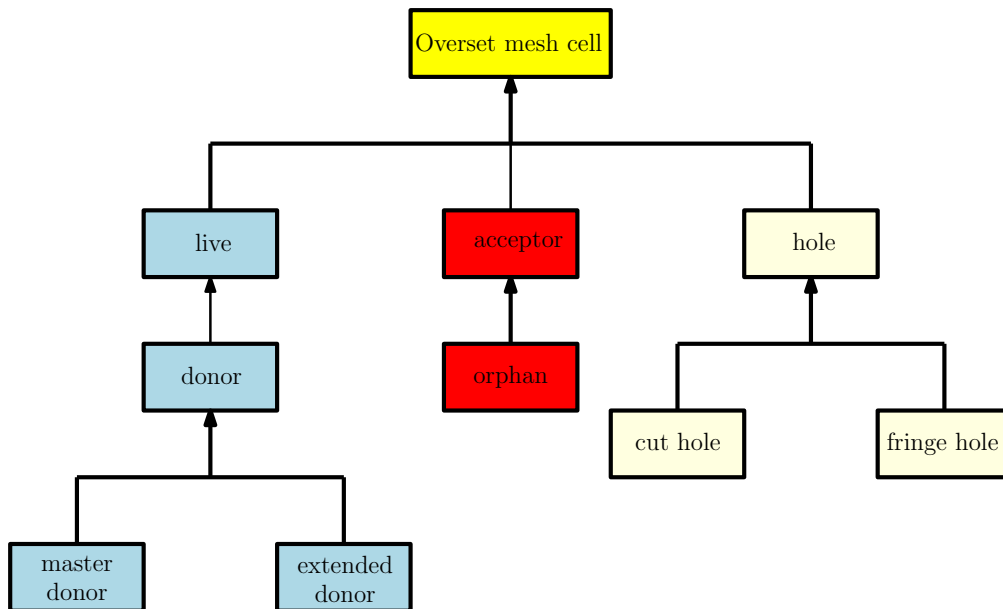 Overset mesh cell
live
acceptor
hole
donor
orphan
cut hole
fringe hole
master
donor
extended
donor